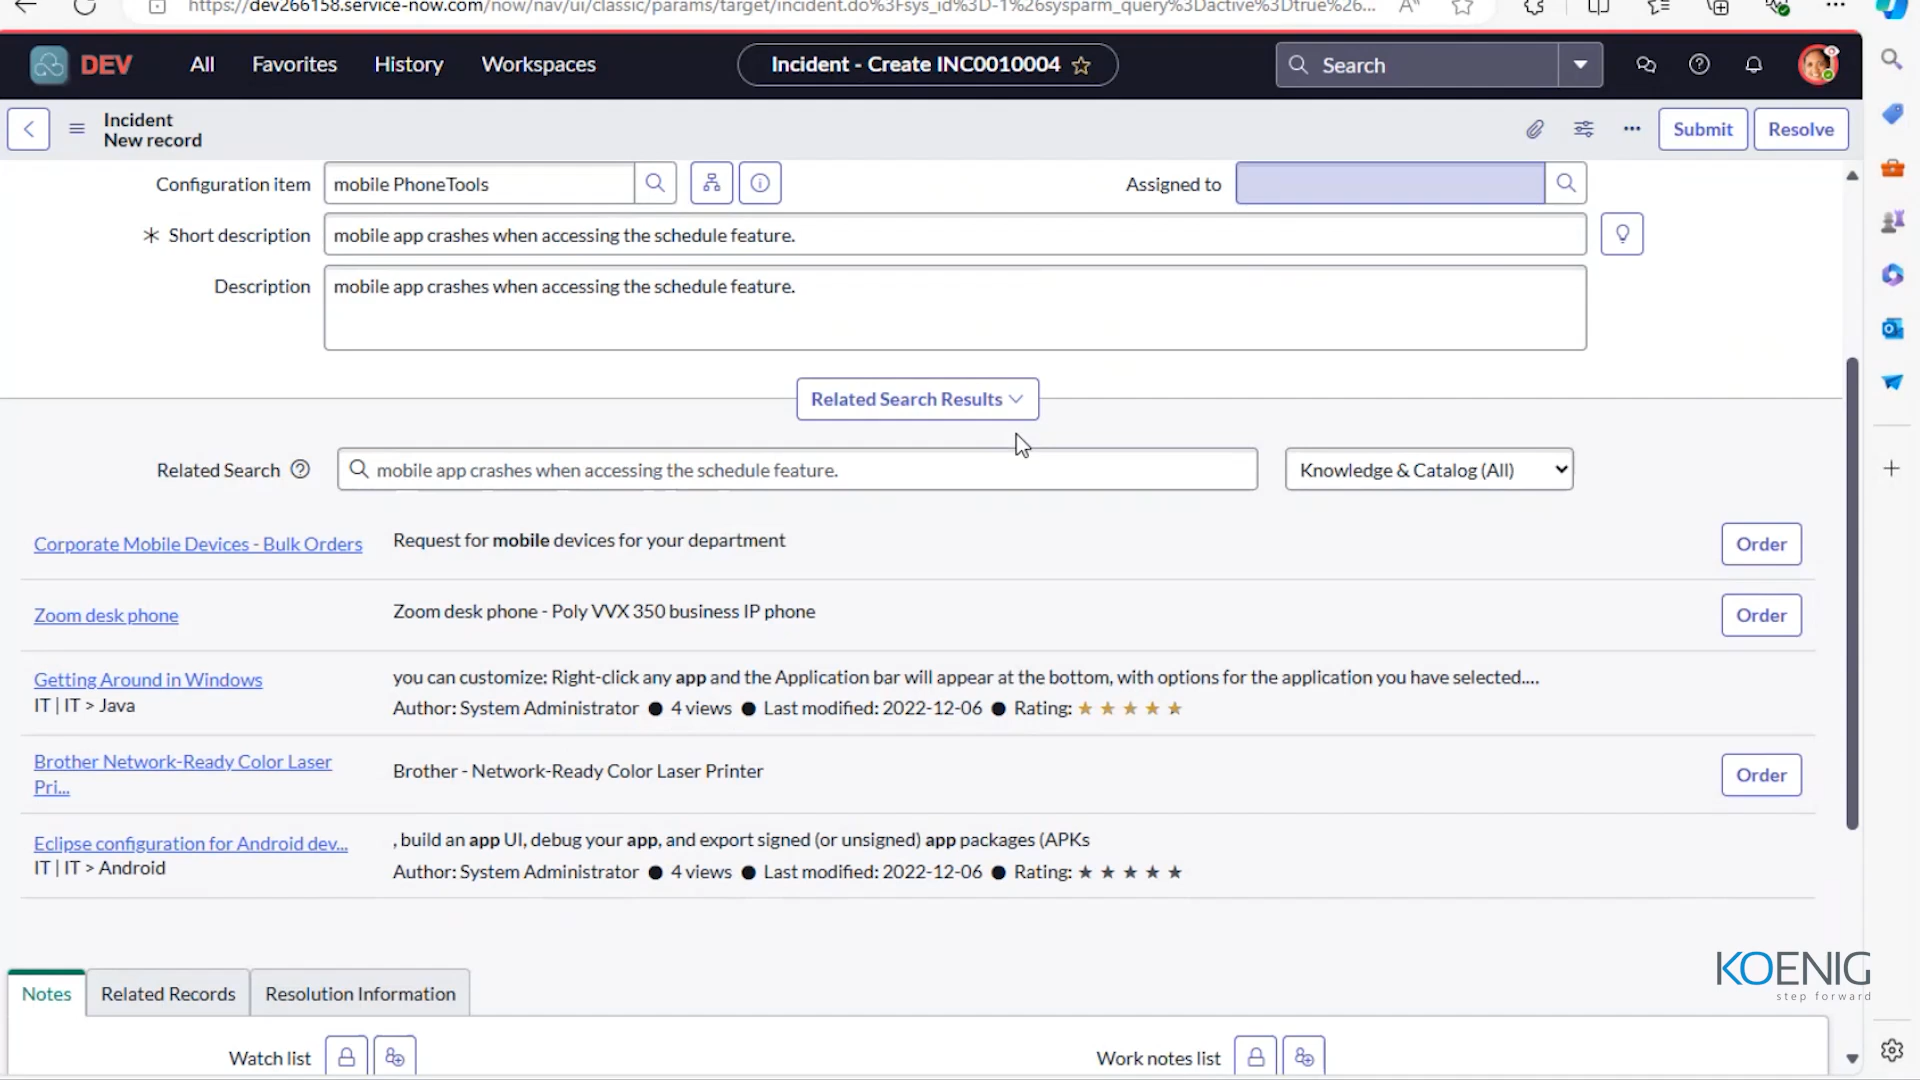 https://dev266158.service-now.com/now/nav/ui/classic/params/target/incident.do%3Fsys_id%3D-1%26sysparm_query%3Dactive%3Dtrue%26...
DEV All Favorites History Workspaces Incident - Create INC0010004 Search
Incident
New record
Submit Resolve
Configuration item mobile PhoneTools Assigned to
Short description mobile app crashes when accessing the schedule feature.
Description mobile app crashes when accessing the schedule feature.
Related Search Results
Related Search mobile app crashes when accessing the schedule feature. Knowledge & Catalog (All)
Corporate Mobile Devices - Bulk Orders Request for mobile devices for your department Order
Zoom desk phone Zoom desk phone - Poly VVX 350 business IP phone Order
Getting Around in Windows you can customize: Right-click any app and the Application bar will appear at the bottom, with options for the application you have selected....
IT | IT > Java Author: System Administrator ● 4 views ● Last modified: 2022-12-06 ● Rating: ★ ★ ★ ★ ★
Brother Network-Ready Color Laser Pri... Brother - Network-Ready Color Laser Printer Order
Eclipse configuration for Android dev... , build an app UI, debug your app, and export signed (or unsigned) app packages (APKs
IT | IT > Android Author: System Administrator ● 4 views ● Last modified: 2022-12-06 ● Rating: ★ ★ ★ ★ ★
KOENIG
step forward
Notes Related Records Resolution Information
Watch list Work notes list